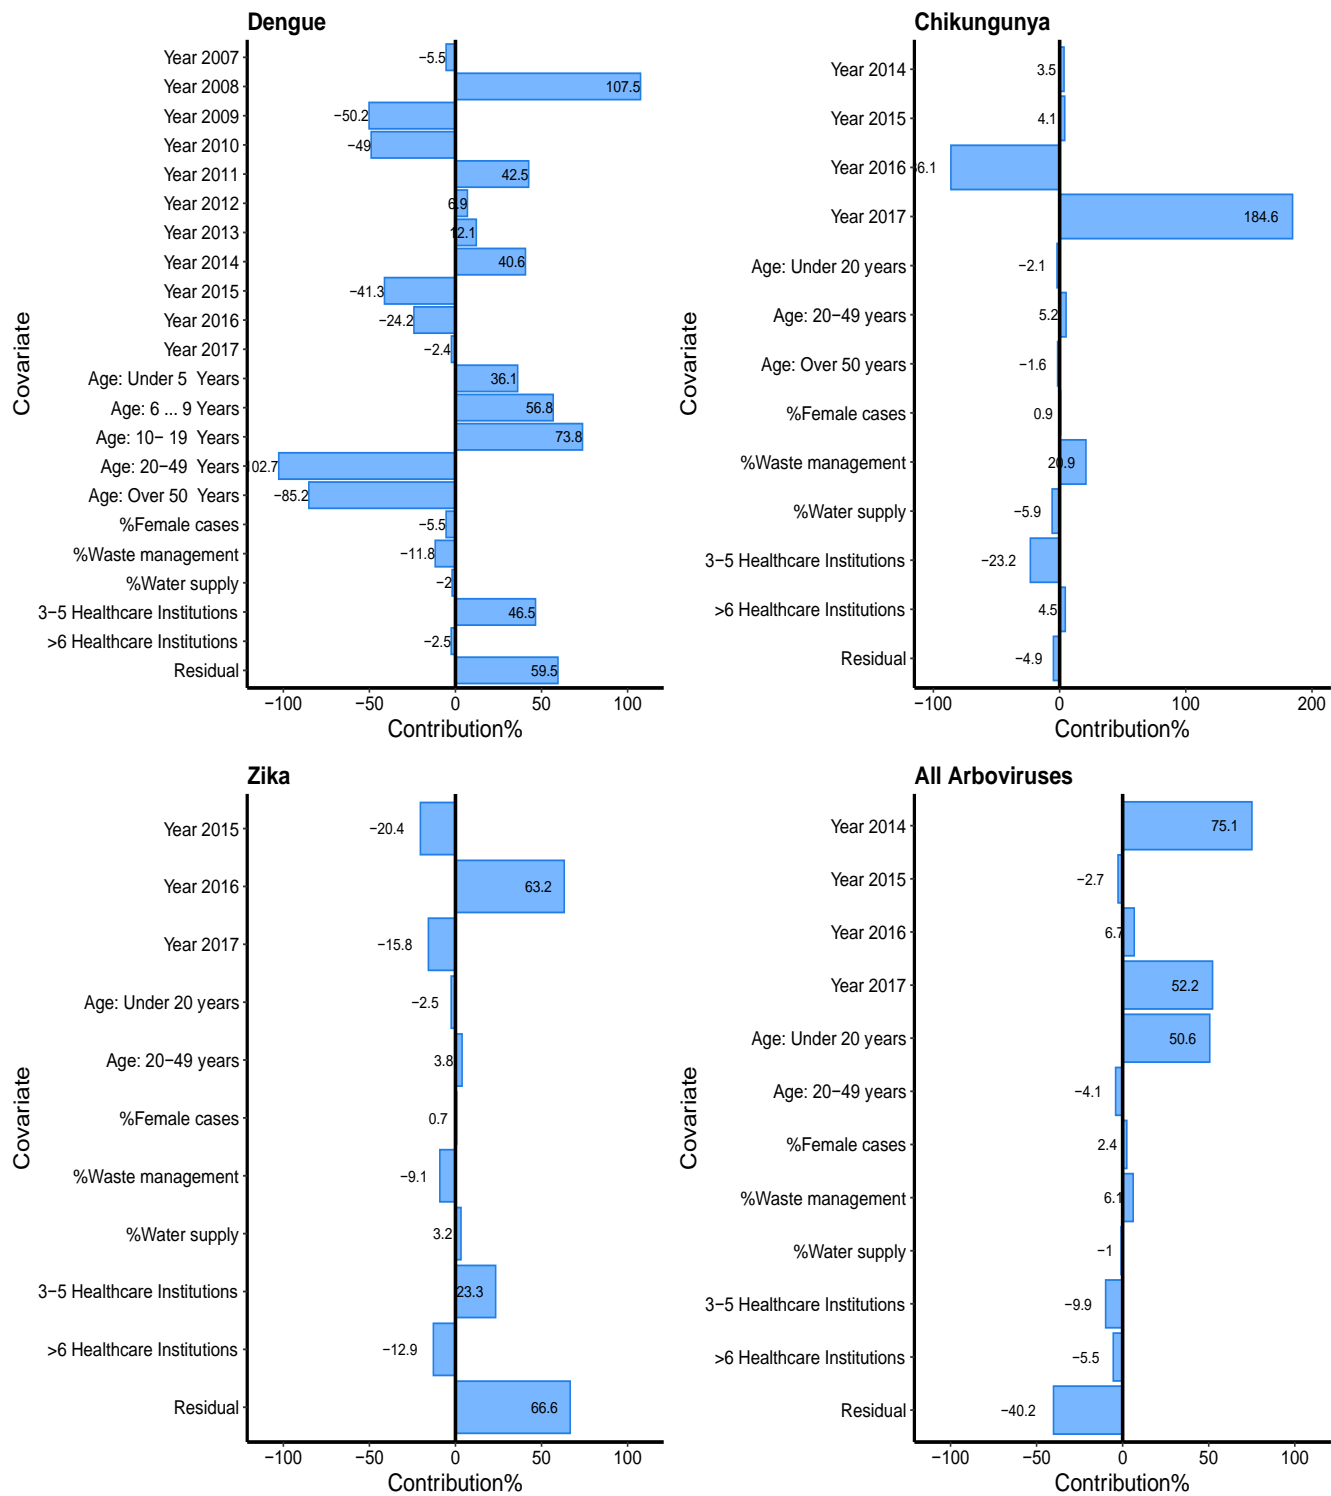 Dengue
Covariate
Year 2007 −5.5
Year 2008 107.5
Year 2009 −50.2
Year 2010 −49
Year 2011 42.5
Year 2012 6.9
Year 2013 12.1
Year 2014 40.6
Year 2015 −41.3
Year 2016 −24.2
Year 2017 −2.4
Age: Under 5 Years 36.1
Age: 6 ... 9 Years 56.8
Age: 10− 19 Years 73.8
Age: 20−49 Years 102.7
Age: Over 50 Years −85.2
%Female cases −5.5
%Waste management −11.8
%Water supply −2
3−5 Healthcare Institutions 46.5
>6 Healthcare Institutions −2.5
Residual 59.5
−100 −50 0 50 100
Contribution%
Chikungunya
Covariate
Year 2014 3.5
Year 2015 4.1
Year 2016 6.1
Year 2017 184.6
Age: Under 20 years −2.1
Age: 20−49 years 5.2
Age: Over 50 years −1.6
%Female cases 0.9
%Waste management 20.9
%Water supply −5.9
3−5 Healthcare Institutions −23.2
>6 Healthcare Institutions 4.5
Residual −4.9
−100 0 100 200
Contribution%
Zika
Covariate
Year 2015 −20.4
Year 2016 63.2
Year 2017 −15.8
Age: Under 20 years −2.5
Age: 20−49 years 3.8
%Female cases 0.7
%Waste management −9.1
%Water supply 3.2
3−5 Healthcare Institutions 23.3
>6 Healthcare Institutions −12.9
Residual 66.6
−100 −50 0 50 100
Contribution%
All Arboviruses
Covariate
Year 2014 75.1
Year 2015 −2.7
Year 2016 6.7
Year 2017 52.2
Age: Under 20 years 50.6
Age: 20−49 years −4.1
%Female cases 2.4
%Waste management 6.1
%Water supply −1
3−5 Healthcare Institutions −9.9
>6 Healthcare Institutions −5.5
Residual −40.2
−100 −50 0 50 100
Contribution%